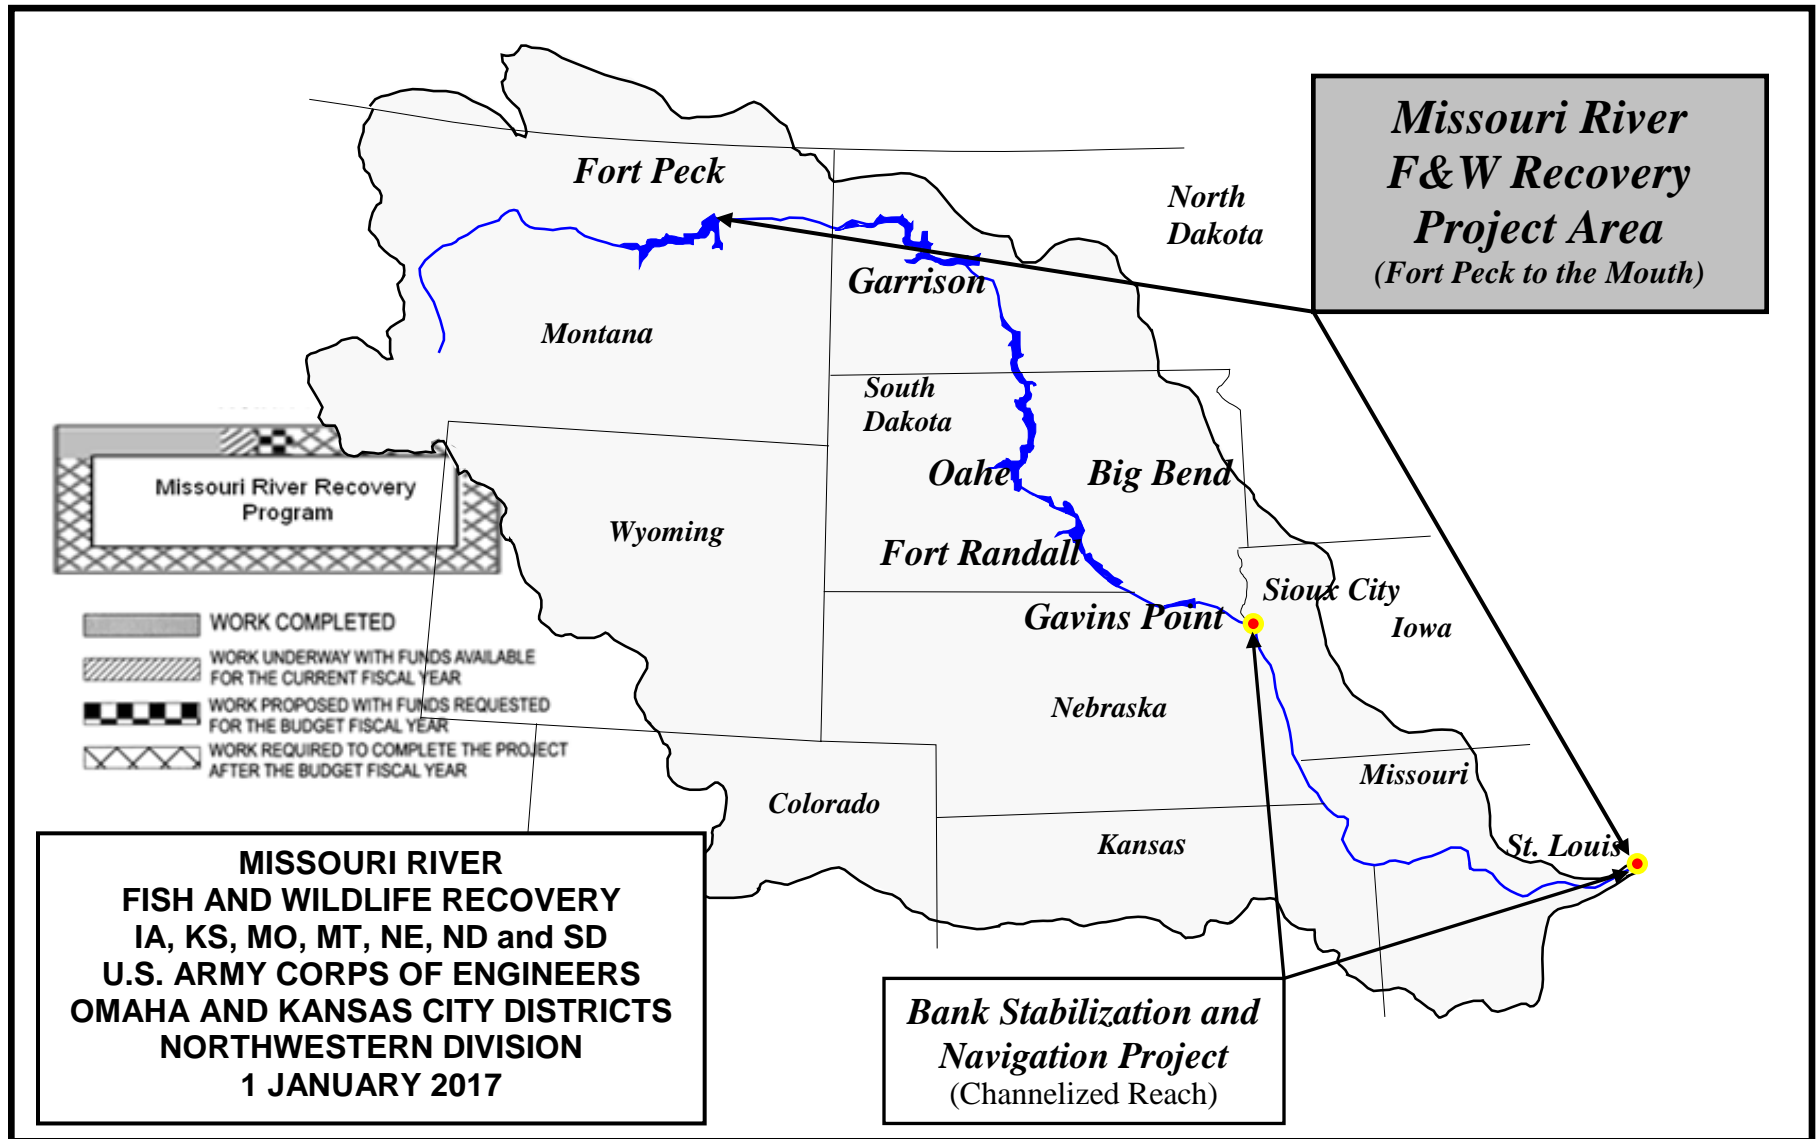 Missouri River
F&W Recovery
Project Area
(Fort Peck to the Mouth)
Fort Peck
North
Dakota
Garrison
Montana
South
Dakota
Oahe
Big Bend
Missouri River Recovery
Program
Wyoming
Fort Randall
Sioux City
Gavins Point
Iowa
WORK COMPLETED
WORK UNDERWAY WITH FUNDS AVAILABLE
FOR THE CURRENT FISCAL YEAR
WORK PROPOSED WITH FUNDS REQUESTED
FOR THE BUDGET FISCAL YEAR
WORK REQUIRED TO COMPLETE THE PROJECT
AFTER THE BUDGET FISCAL YEAR
Nebraska
Missouri
Colorado
Kansas
St. Louis
MISSOURI RIVER
FISH AND WILDLIFE RECOVERY
IA, KS, MO, MT, NE, ND and SD
U.S. ARMY CORPS OF ENGINEERS
OMAHA AND KANSAS CITY DISTRICTS
NORTHWESTERN DIVISION
1 JANUARY 2017
Bank Stabilization and
Navigation Project
(Channelized Reach)